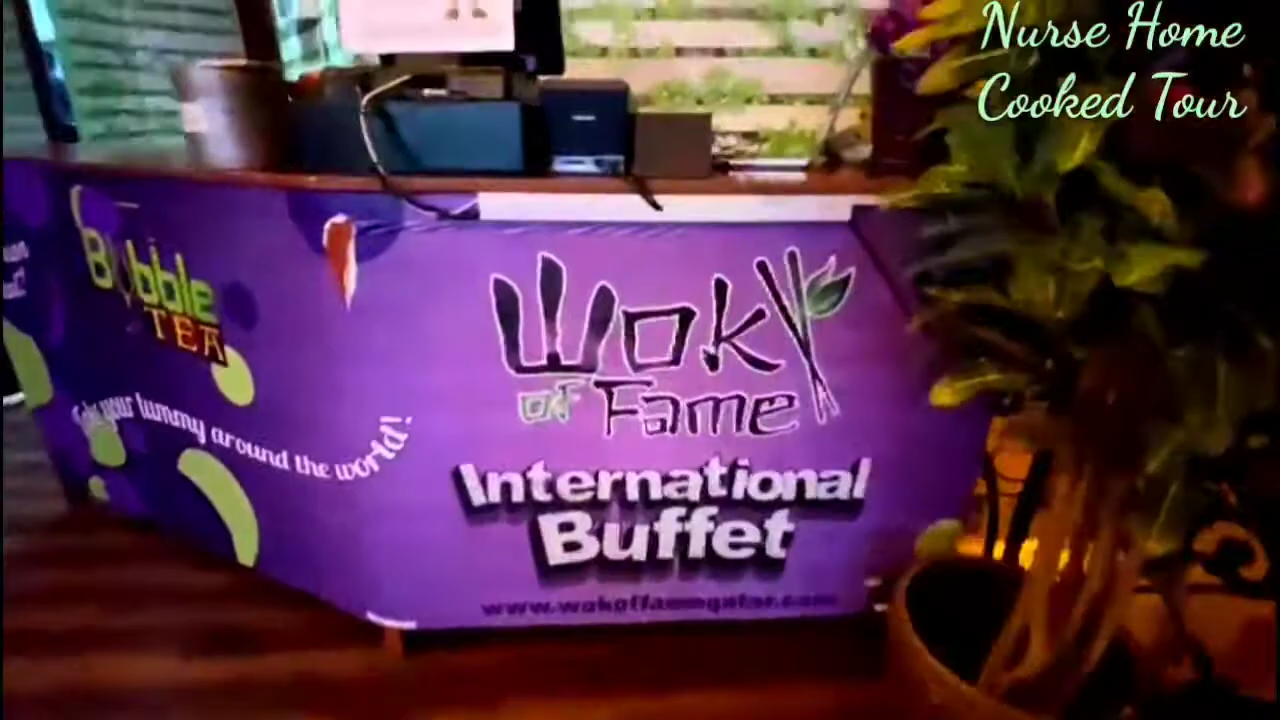 Nurse Home
Cooked Tour
Bubble
TEA
your tummy around the world!
Wok
of Fame
International
Buffet